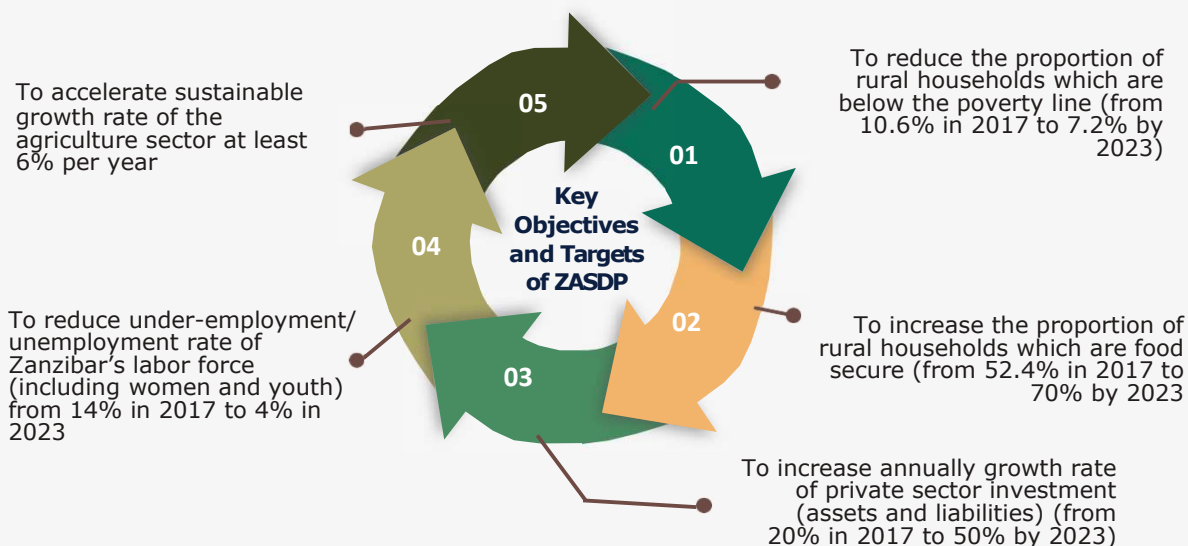 Key
Objectives
and Targets
of ZASDP
01
To reduce the proportion of
rural households which are
below the poverty line (from
10.6% in 2017 to 7.2% by
2023)
02
To increase the proportion of
rural households which are food
secure (from 52.4% in 2017 to
70% by 2023
03
To increase annually growth rate
of private sector investment
(assets and liabilities) (from
20% in 2017 to 50% by 2023)
04
To reduce under-employment/
unemployment rate of
Zanzibar’s labor force
(including women and youth)
from 14% in 2017 to 4% in
2023
05
To accelerate sustainable
growth rate of the
agriculture sector at least
6% per year